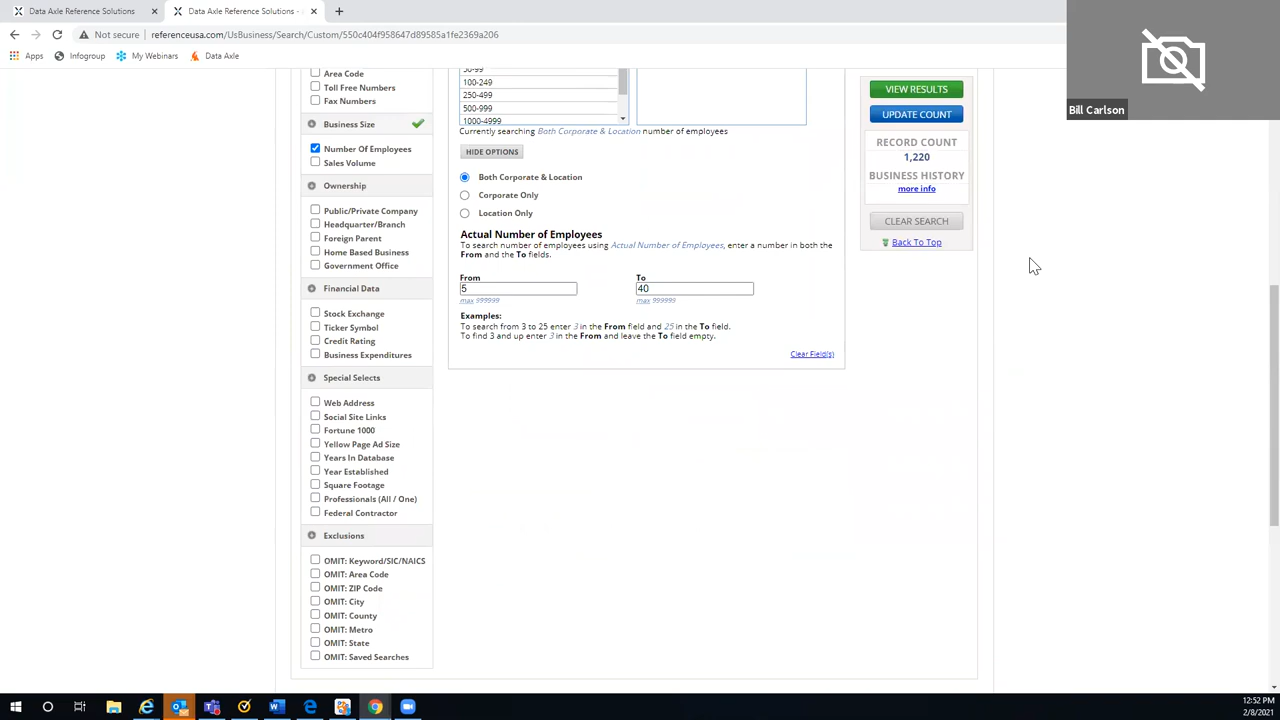 Data Axle Reference Solutions
Data Axle Reference Solutions -
Not secure
referenceusa.com/UsBusiness/Search/Custom/550c404f958647d89585a1fe2369a206
Apps
Infogroup
My Webinars
Data Axle
Bill Carlson
Area Code
Toll Free Numbers
Fax Numbers
Business Size
Number Of Employees
Sales Volume
Ownership
Public/Private Company
Headquarter/Branch
Foreign Parent
Home Based Business
Government Office
Financial Data
Stock Exchange
Ticker Symbol
Credit Rating
Business Expenditures
Special Selects
Web Address
Social Site Links
Fortune 1000
Yellow Page Ad Size
Years In Database
Year Established
Square Footage
Professionals (All / One)
Federal Contractor
Exclusions
OMIT: Keyword/SIC/NAICS
OMIT: Area Code
OMIT: ZIP Code
OMIT: City
OMIT: County
OMIT: Metro
OMIT: State
OMIT: Saved Searches
50-99
100-249
250-499
500-999
1000-4999
Currently searching Both Corporate & Location number of employees
HIDE OPTIONS
Both Corporate & Location
Corporate Only
Location Only
Actual Number of Employees
To search number of employees using Actual Number of Employees, enter a number in both the
From and the To fields.
From
To
5
40
max 999999
max 999999
Examples:
To search from 3 to 25 enter 3 in the From field and 25 in the To field.
To find 3 and up enter 3 in the From and leave the To field empty.
Clear Field(s)
VIEW RESULTS
UPDATE COUNT
RECORD COUNT
1,220
BUSINESS HISTORY
more info
CLEAR SEARCH
Back To Top
12:52 PM
2/8/2021